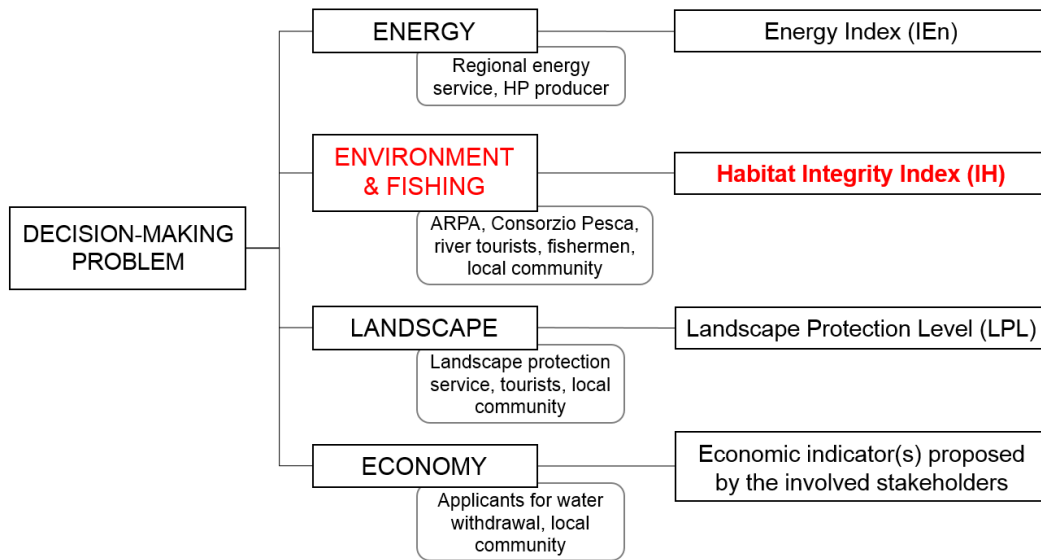 ENERGY
Energy Index (IEn)
Regional energy
service, HP producer
ENVIRONMENT
& FISHING
Habitat Integrity Index (IH)
ARPA, Consorzio Pesca,
river tourists, fishermen,
local community
DECISION-MAKING
PROBLEM
LANDSCAPE
Landscape Protection Level (LPL)
Landscape protection
service, tourists, local
community
ECONOMY
Economic indicator(s) proposed
by the involved stakeholders
Applicants for water
withdrawal, local
community